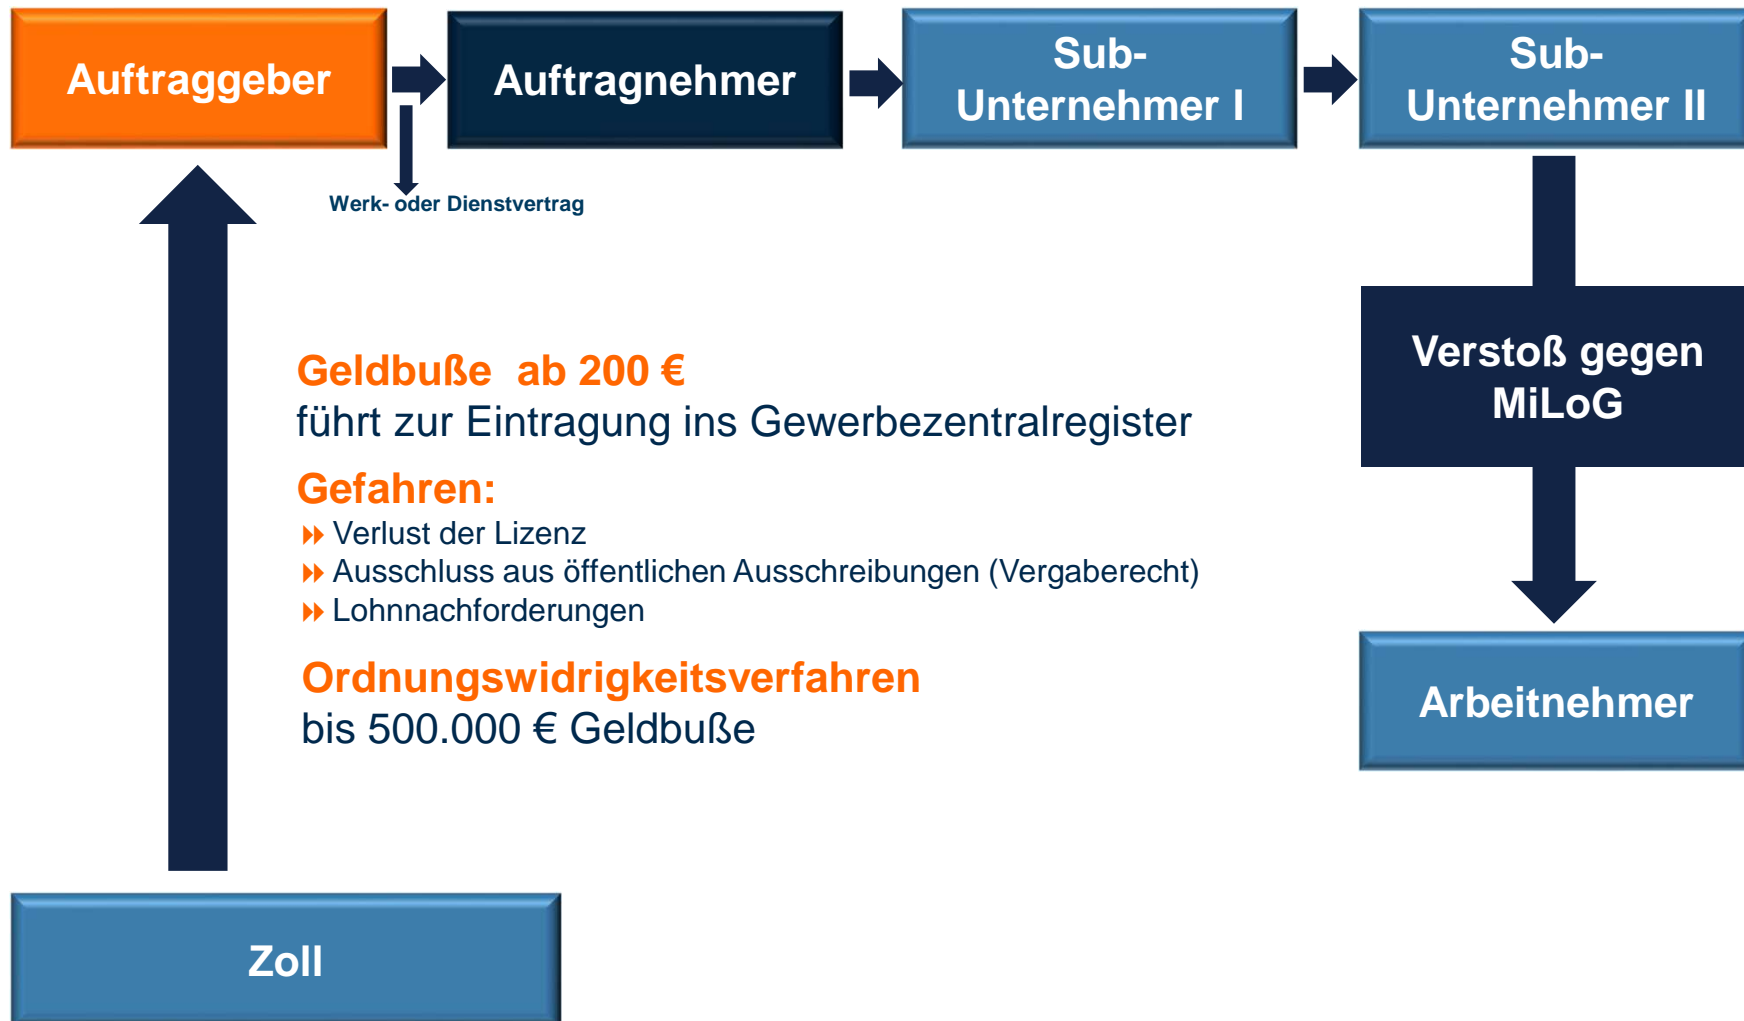 Auftraggeber
Auftragnehmer
Sub-
Unternehmer I
Sub-
Unternehmer II
Werk- oder Dienstvertrag
Geldbuße ab 200 €
führt zur Eintragung ins Gewerbezentralregister
Gefahren:
Verlust der Lizenz
Ausschluss aus öffentlichen Ausschreibungen (Vergaberecht)
Lohnnachforderungen
Ordnungswidrigkeitsverfahren
bis 500.000 € Geldbuße
Verstoß gegen
MiLoG
Arbeitnehmer
Zoll